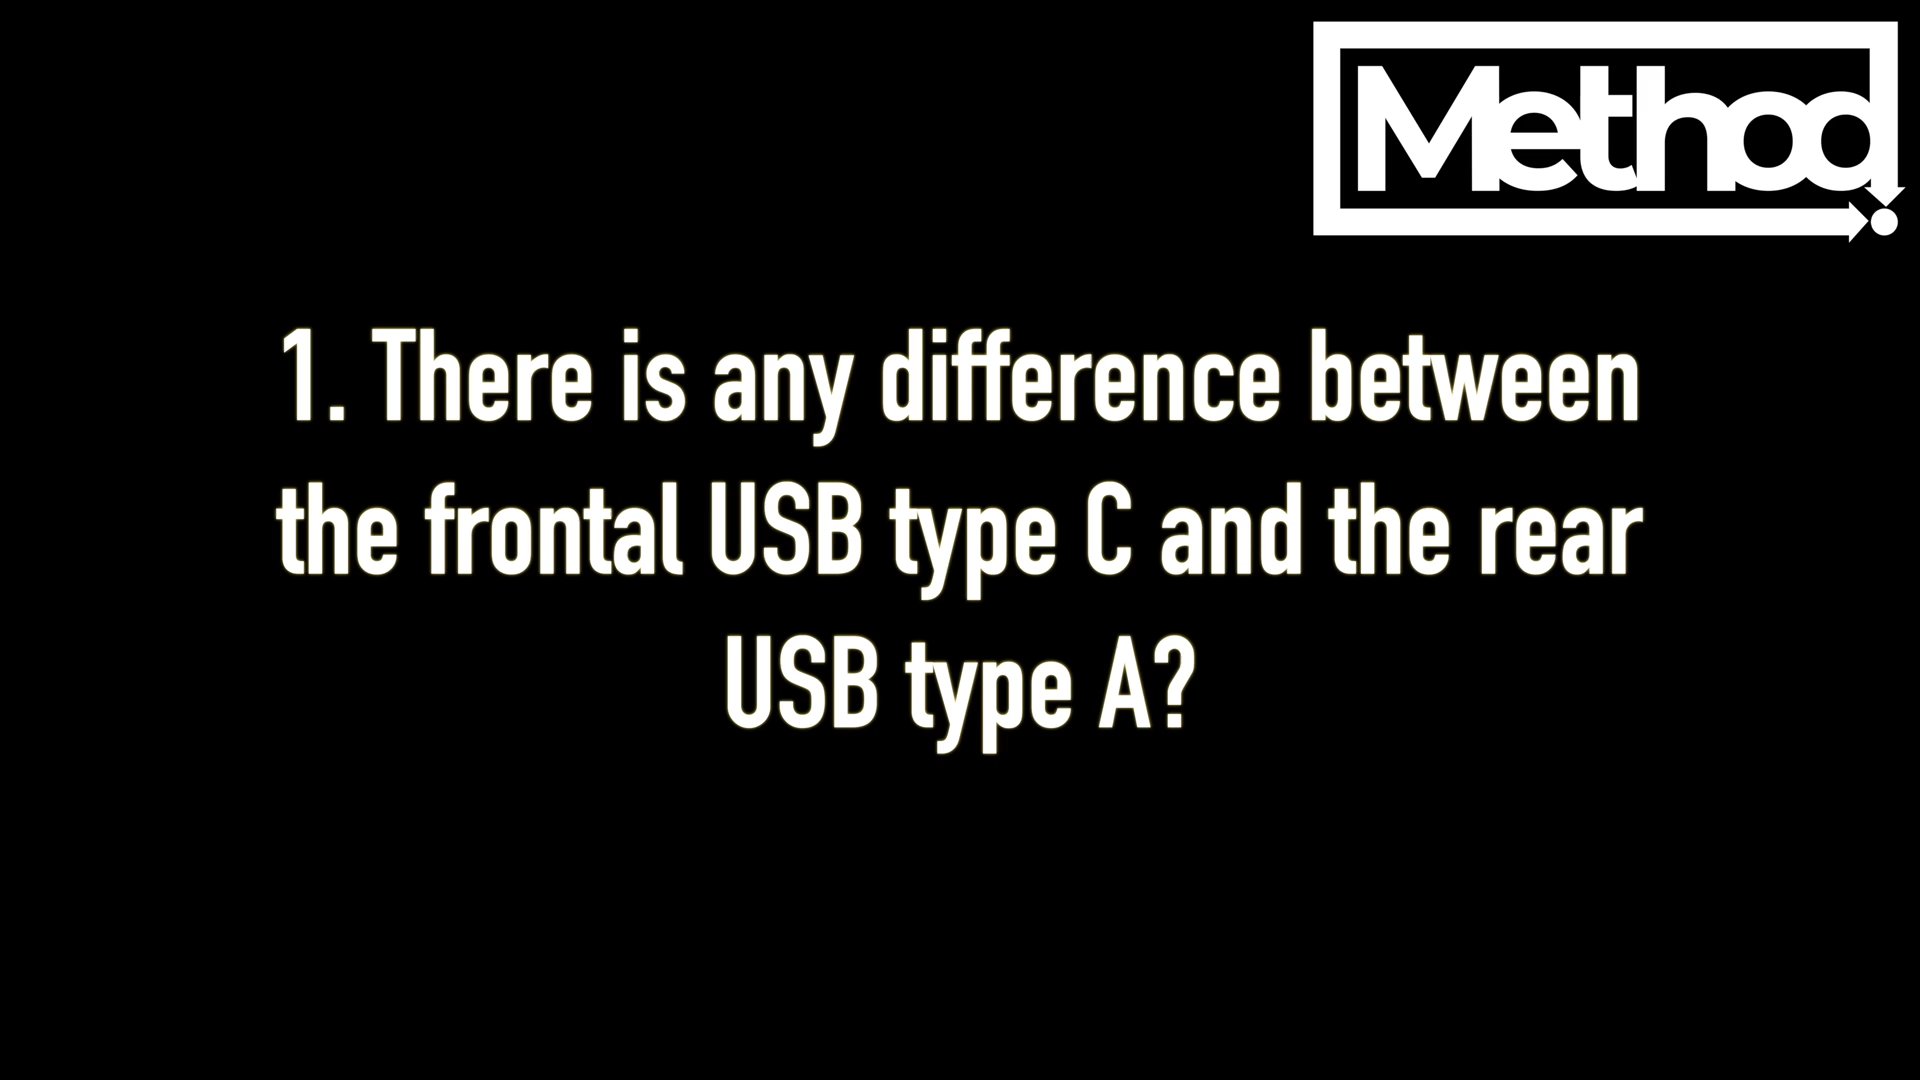 Method
1. There is any difference between
the frontal USB type C and the rear
USB type A?